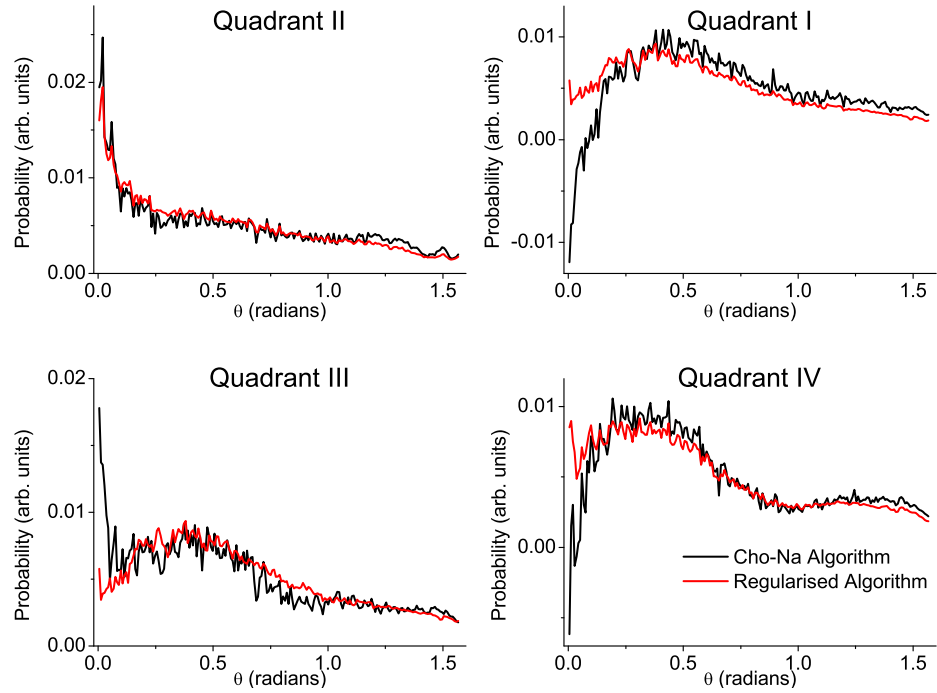 Quadrant II
Probability (arb. units)
0.02
0.01
0.00
0.0 0.5 1.0 1.5
θ (radians)
Quadrant I
Probability (arb. units)
0.01
0.00
-0.01
0.0 0.5 1.0 1.5
θ (radians)
Quadrant III
Probability (arb. units)
0.02
0.01
0.00
0.0 0.5 1.0 1.5
θ (radians)
Quadrant IV
Probability (arb. units)
0.01
0.00
Cho-Na Algorithm
Regularised Algorithm
0.0 0.5 1.0 1.5
θ (radians)